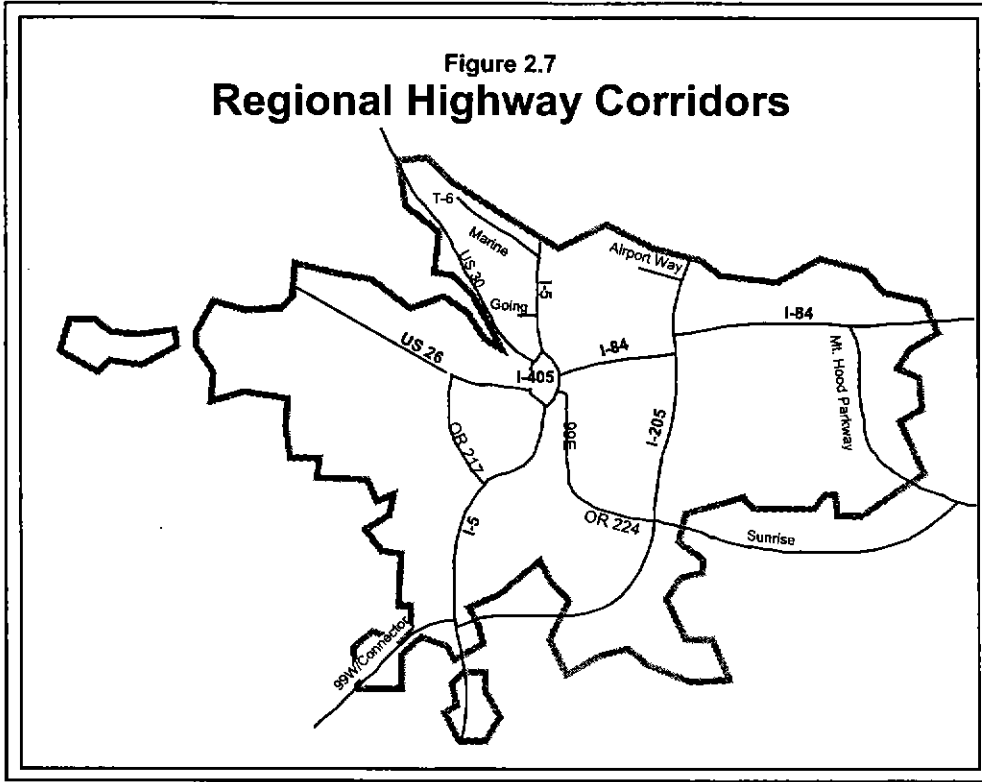 Figure 2.7
Regional Highway Corridors
T-6
Marine
US 30
Airport Way
I-5
Going
I-84
US 26
I-84
I-405
Mt. Hood Parkway
OR 217
99E
I-205
I-5
OR 224
Sunrise
99W/Connector